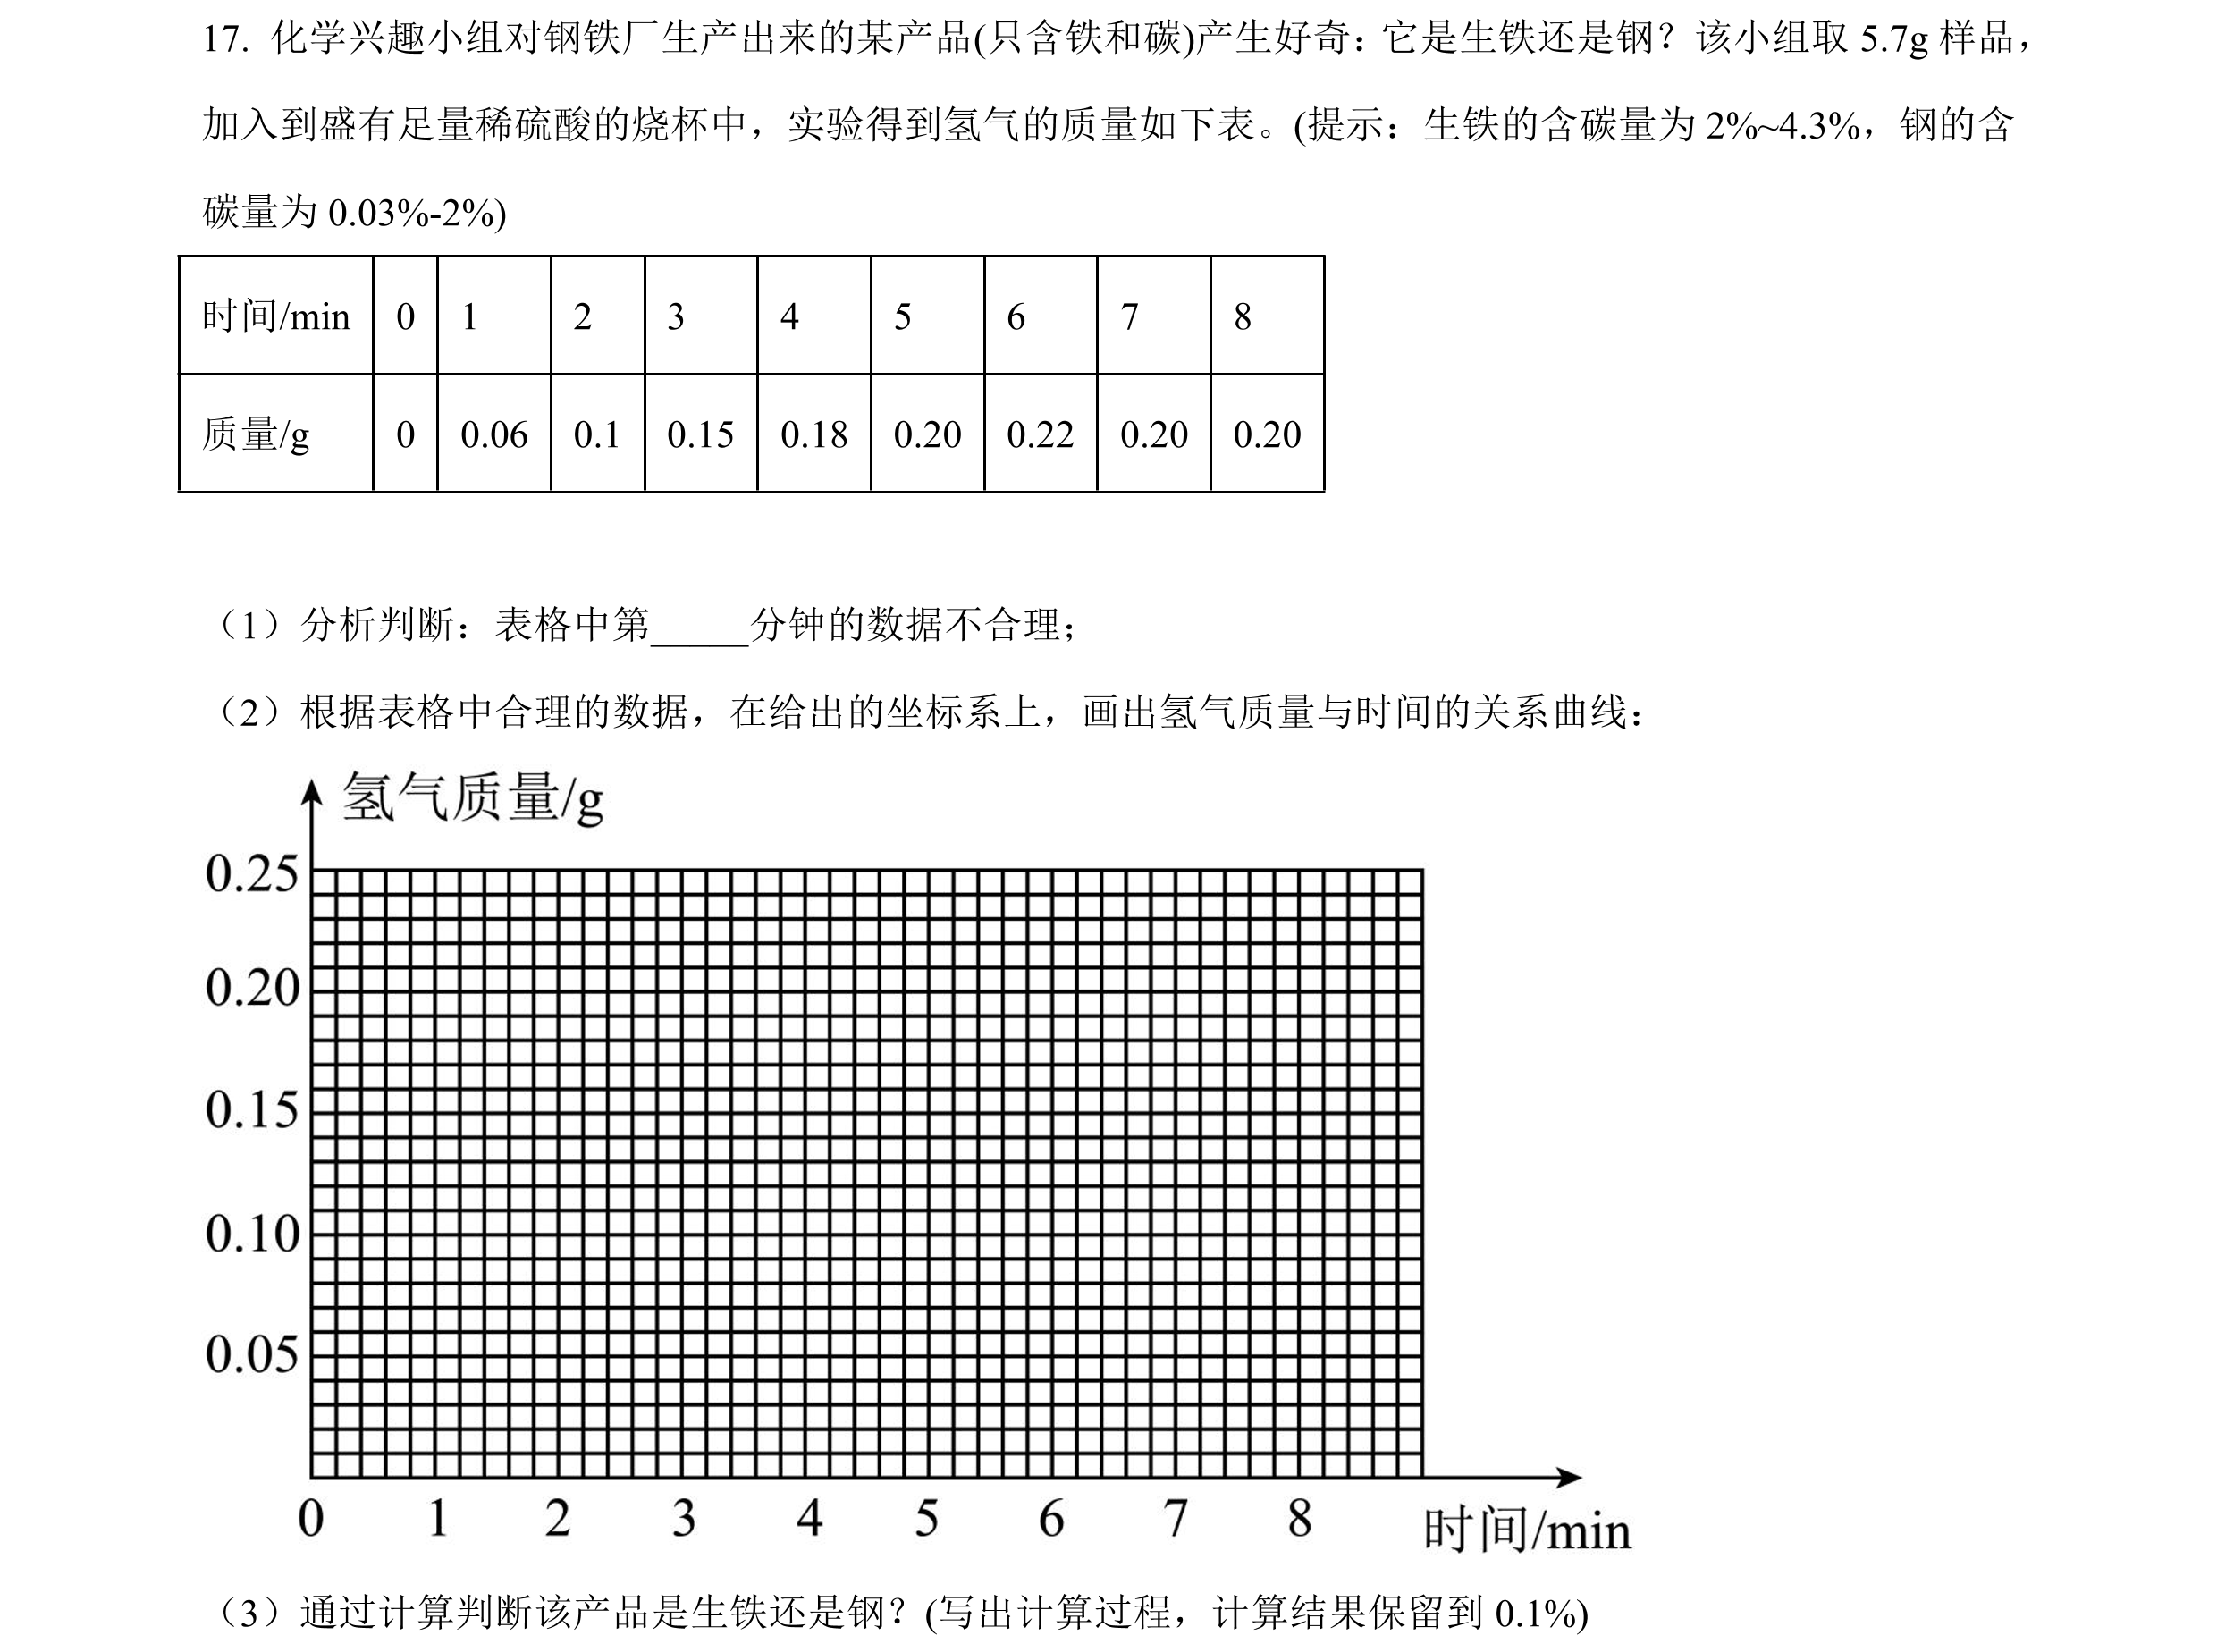 17. 化学兴趣小组对钢铁厂生产出来的某产品(只含铁和碳)产生好奇：它是生铁还是钢？该小组取 5.7g 样品，
加入到盛有足量稀硫酸的烧杯中，实验得到氢气的质量如下表。(提示：生铁的含碳量为 2%~4.3%，钢的含
碳量为 0.03%-2%)
时间/min 0 1 2 3 4 5 6 7 8
质量/g 0 0.06 0.1 0.15 0.18 0.20 0.22 0.20 0.20
（1）分析判断：表格中第_____分钟的数据不合理；
（2）根据表格中合理的数据，在给出的坐标系上，画出氢气质量与时间的关系曲线：
氢气质量/g
0.25
0.20
0.15
0.10
0.05
0 1 2 3 4 5 6 7 8 时间/min
（3）通过计算判断该产品是生铁还是钢？(写出计算过程，计算结果保留到 0.1%)